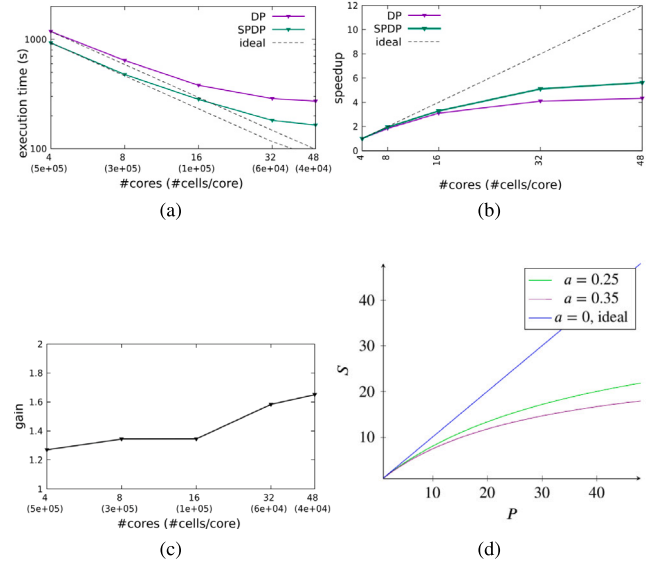 DP
SPDP
ideal
1000
100
execution time (s)
4 8 16 32 48
(5e+05) (3e+05) (1e+05) (6e+04) (4e+04)
#cores (#cells/core)
(a)
DP
SPDP
ideal
12
10
8
6
4
2
0
speedup
4 8 16 32 48
#cores (#cells/core)
(b)
2
1.8
1.6
1.4
1.2
1
gain
4 8 16 32 48
(5e+05) (3e+05) (1e+05) (6e+04) (4e+04)
#cores (#cells/core)
(c)
a = 0.25
a = 0.35
a = 0, ideal
40
30
20
10
S
10 20 30 40
P
(d)